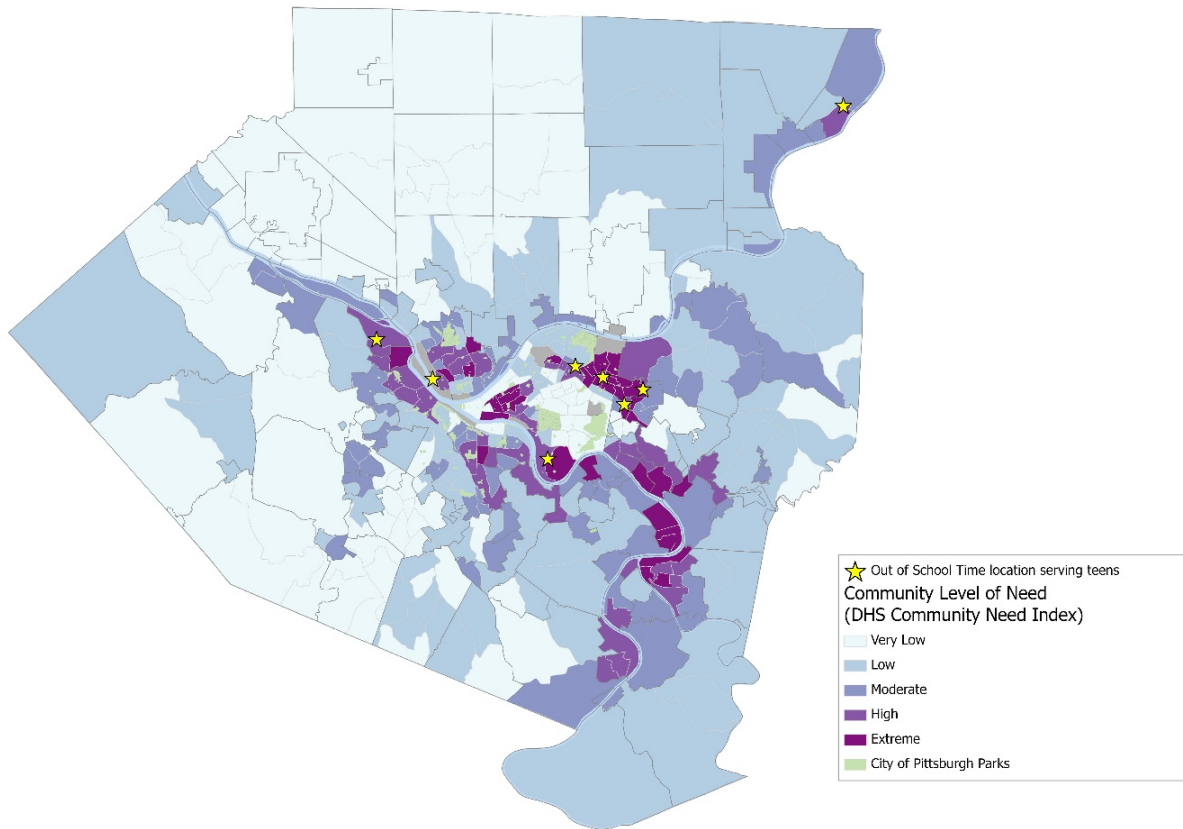 Out of School Time location serving teens
Community Level of Need
(DHS Community Need Index)
Very Low
Low
Moderate
High
Extreme
City of Pittsburgh Parks